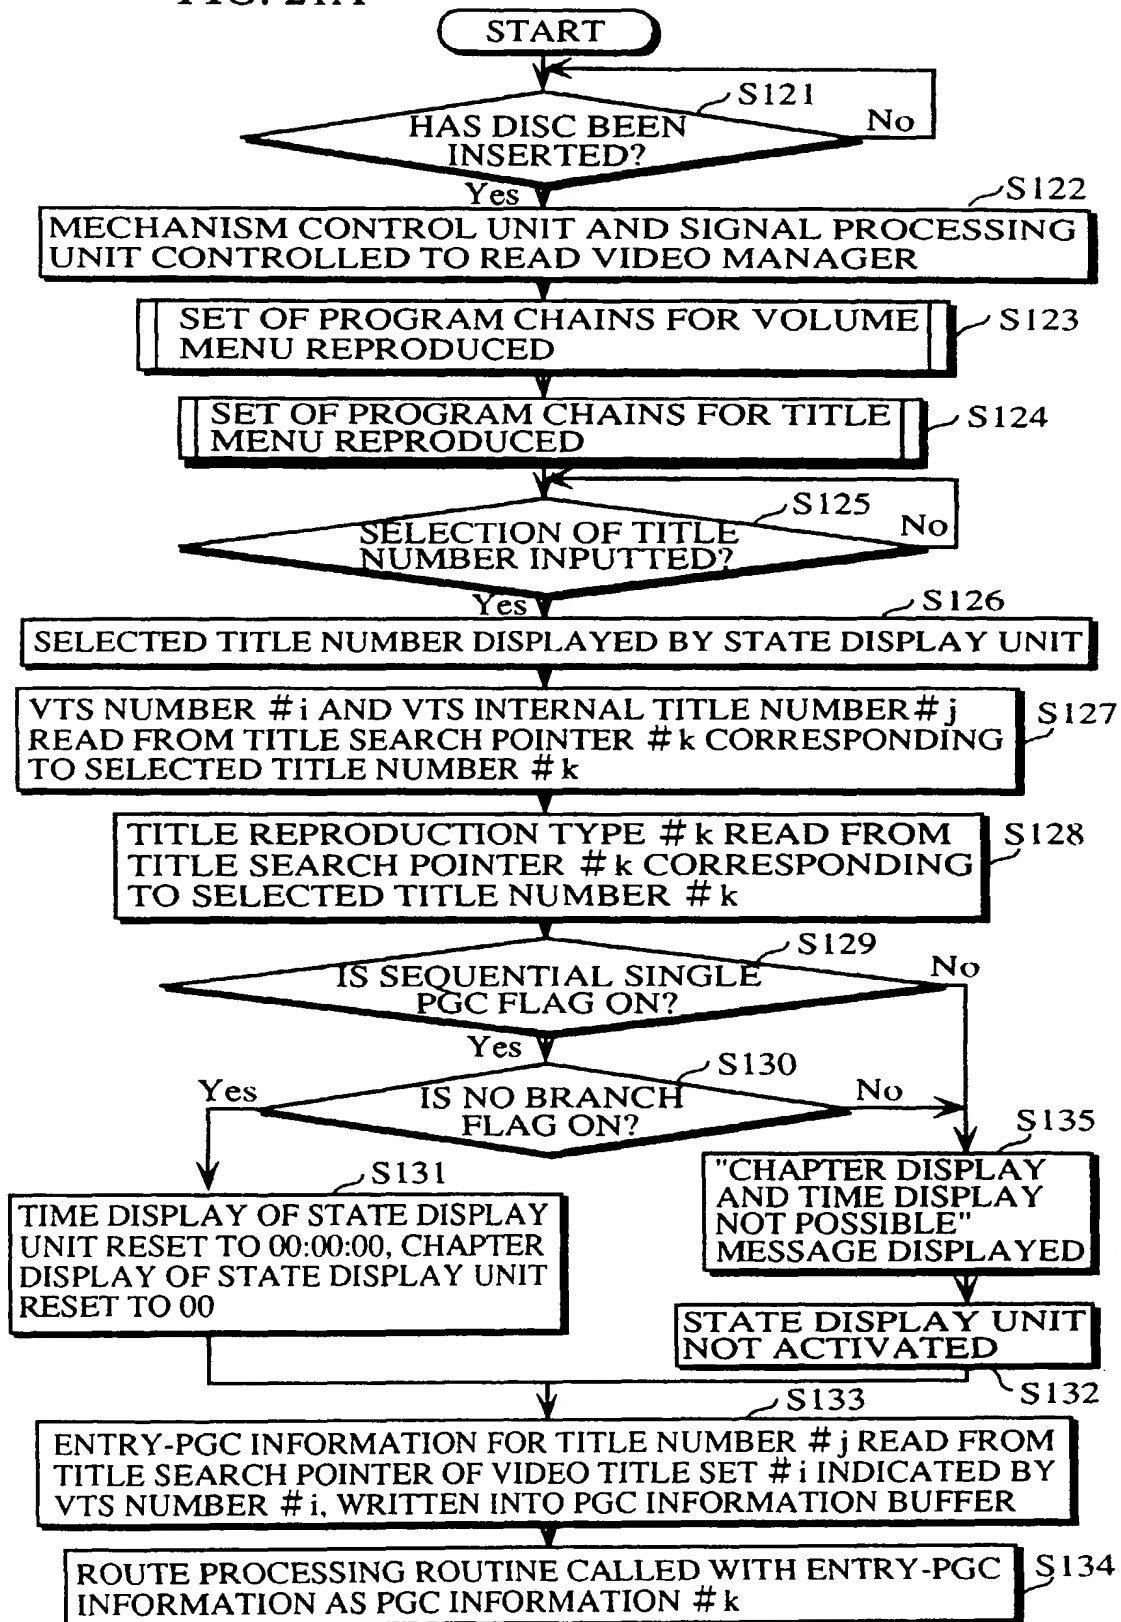 START
S121
HAS DISC BEEN
INSERTED?
No
Yes
S122
MECHANISM CONTROL UNIT AND SIGNAL PROCESSING
UNIT CONTROLLED TO READ VIDEO MANAGER
SET OF PROGRAM CHAINS FOR VOLUME
MENU REPRODUCED
S123
SET OF PROGRAM CHAINS FOR TITLE
MENU REPRODUCED
S124
S125
SELECTION OF TITLE
NUMBER INPUTTED?
No
Yes
S126
SELECTED TITLE NUMBER DISPLAYED BY STATE DISPLAY UNIT
VTS NUMBER #i AND VTS INTERNAL TITLE NUMBER #j
READ FROM TITLE SEARCH POINTER #k CORRESPONDING
TO SELECTED TITLE NUMBER #k
S127
TITLE REPRODUCTION TYPE #k READ FROM
TITLE SEARCH POINTER #k CORRESPONDING
TO SELECTED TITLE NUMBER #k
S128
S129
IS SEQUENTIAL SINGLE
PGC FLAG ON?
No
Yes
S130
Yes
IS NO BRANCH
FLAG ON?
No
S131
TIME DISPLAY OF STATE DISPLAY
UNIT RESET TO 00:00:00, CHAPTER
DISPLAY OF STATE DISPLAY UNIT
RESET TO 00
S135
"CHAPTER DISPLAY
AND TIME DISPLAY
NOT POSSIBLE"
MESSAGE DISPLAYED
STATE DISPLAY UNIT
NOT ACTIVATED
S132
S133
ENTRY-PGC INFORMATION FOR TITLE NUMBER #j READ FROM
TITLE SEARCH POINTER OF VIDEO TITLE SET #i INDICATED BY
VTS NUMBER #i, WRITTEN INTO PGC INFORMATION BUFFER
ROUTE PROCESSING ROUTINE CALLED WITH ENTRY-PGC
INFORMATION AS PGC INFORMATION #k
S134